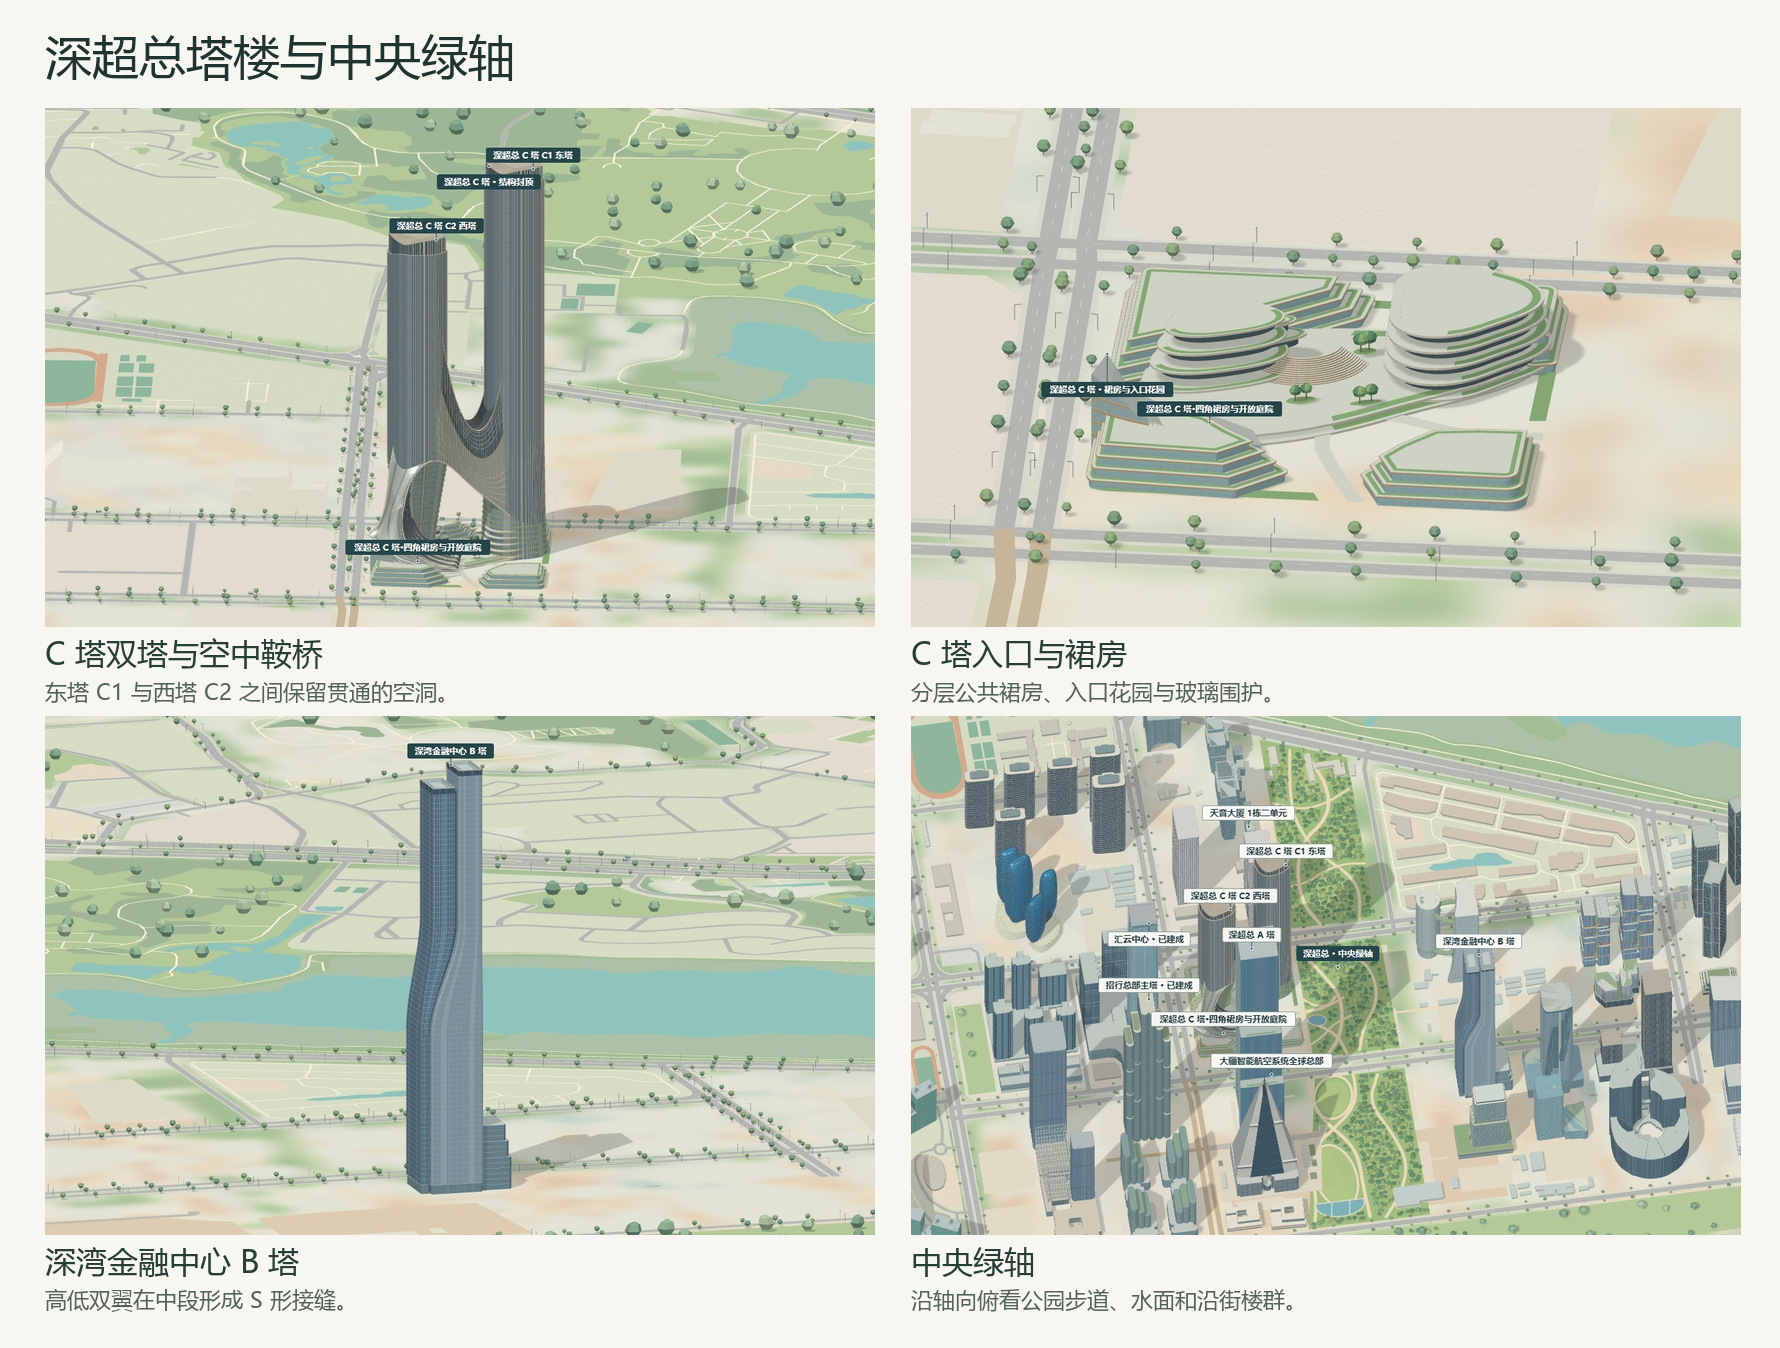 深超总塔楼与中央绿轴
深超总 C 塔 C1 东塔
深超总 C 塔·结构封顶
深超总 C 塔 C2 西塔
深超总 C 塔·四角裙房与开放庭院
C 塔双塔与空中鞍桥
东塔 C1 与西塔 C2 之间保留贯通的空洞。
深超总 C 塔·裙房与入口花园
深超总 C 塔·四角裙房与开放庭院
C 塔入口与裙房
分层公共裙房、入口花园与玻璃围护。
深湾金融中心 B 塔
深湾金融中心 B 塔
高低双翼在中段形成 S 形接缝。
天音大厦 1栋二单元
深超总 C 塔 C1 东塔
深超总 C 塔 C2 西塔
深超总 A 塔
汇云中心·已建成
深超总·中央绿轴
深湾金融中心 B 塔
招行总部主塔·已建成
深超总 C 塔·四角裙房与开放庭院
大疆智能航空系统全球总部
中央绿轴
沿轴向俯看公园步道、水面和沿街楼群。